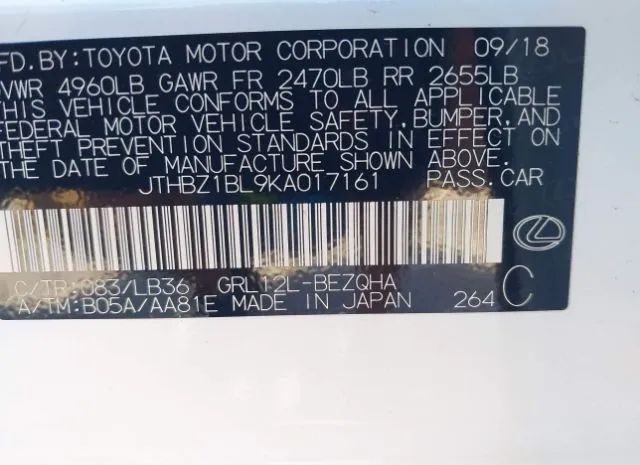 FD.BY:TOYOTA MOTOR CORPORATION 09/18
VWR 4960LB GAWR FR 2470LB RR 2655LB
THIS VEHICLE CONFORMS TO ALL APPLICABLE
FEDERAL MOTOR VEHICLE SAFETY,BUMPER,AND
THEFT PREVENTION STANDARDS IN EFFECT ON
THE DATE OF MANUFACTURE SHOWN ABOVE.
JTHBZ1BL9KA017161 PASS.CAR
C/TR:083/LB36 GRL12L-BEZQHA
A/TM:B05A/AA81E MADE IN JAPAN 264 C